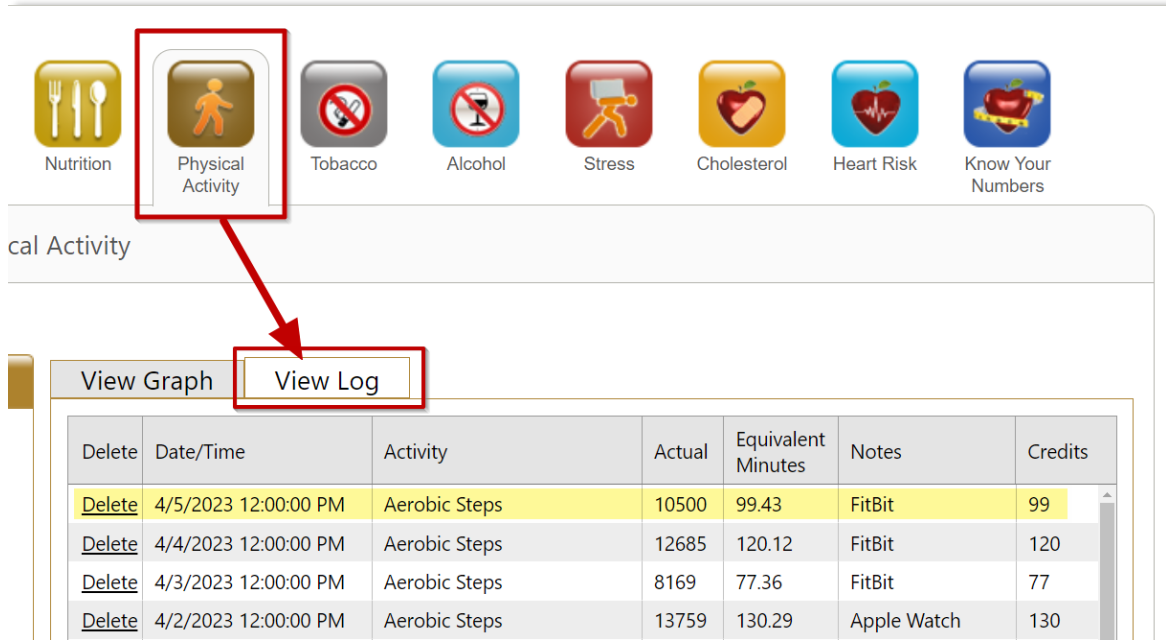 Nutrition
Physical
Activity
Tobacco
Alcohol
Stress
Cholesterol
Heart Risk
Know Your
Numbers
cal Activity
View Graph
View Log
Delete Date/Time Activity Actual Equivalent Minutes Notes Credits
Delete 4/5/2023 12:00:00 PM Aerobic Steps 10500 99.43 FitBit 99
Delete 4/4/2023 12:00:00 PM Aerobic Steps 12685 120.12 FitBit 120
Delete 4/3/2023 12:00:00 PM Aerobic Steps 8169 77.36 FitBit 77
Delete 4/2/2023 12:00:00 PM Aerobic Steps 13759 130.29 Apple Watch 130